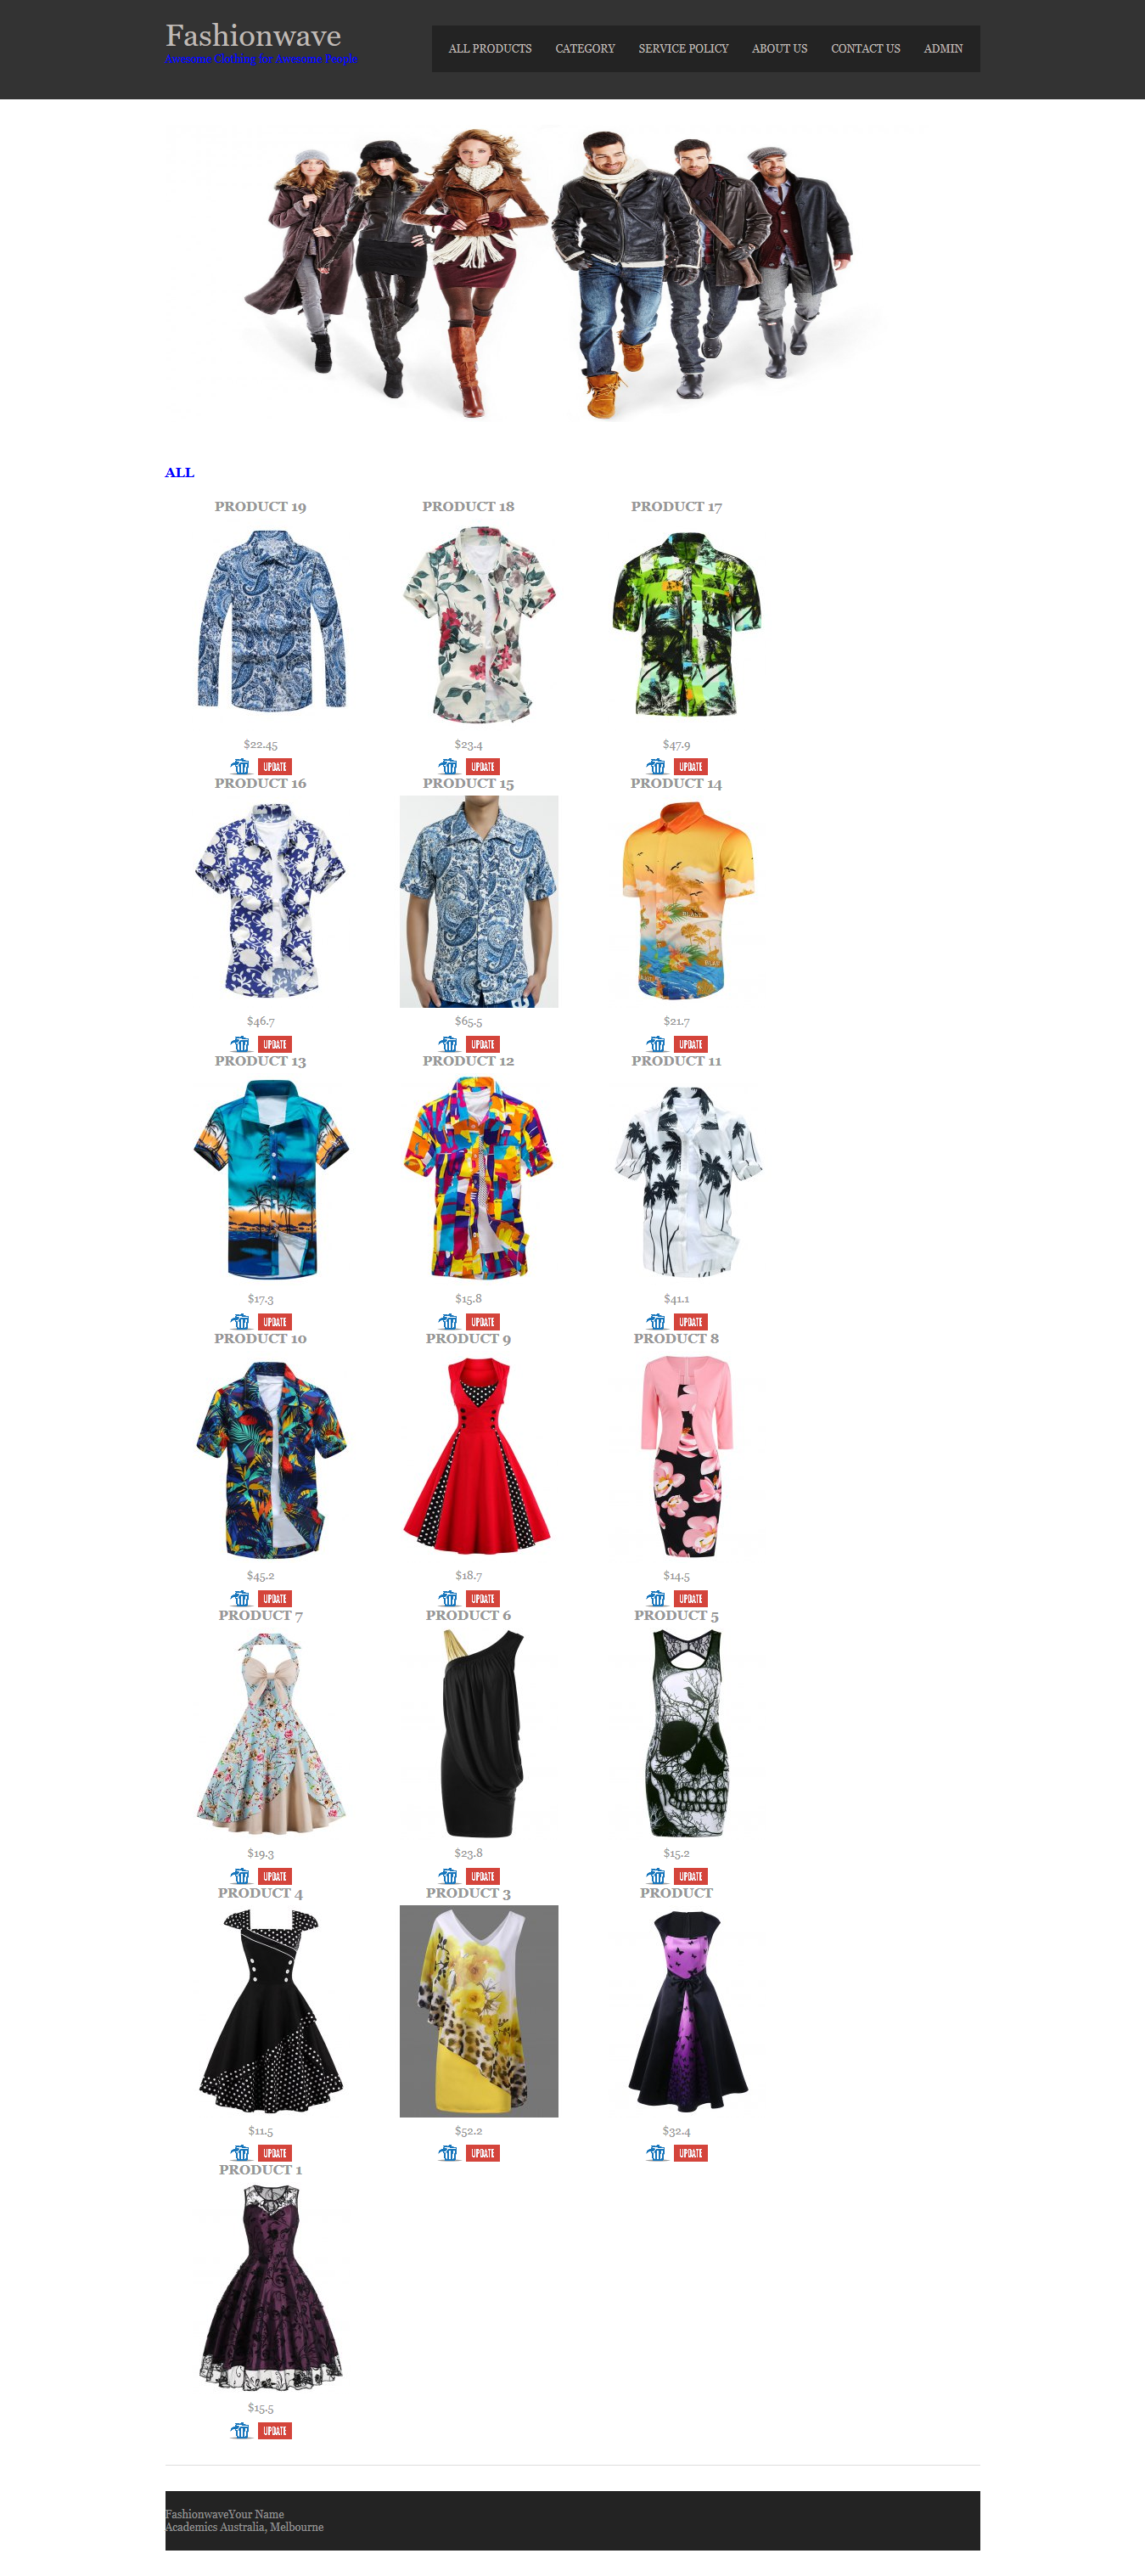 Fashionwave
Awesome Clothing for Awesome People
ALL PRODUCTS CATEGORY SERVICE POLICY ABOUT US CONTACT US ADMIN
ALL
PRODUCT 19 PRODUCT 18 PRODUCT 17
$22.45 $23.4 $47.9
UPDATE UPDATE UPDATE
PRODUCT 16 PRODUCT 15 PRODUCT 14
$46.7 $65.5 $21.7
UPDATE UPDATE UPDATE
PRODUCT 13 PRODUCT 12 PRODUCT 11
$17.3 $15.8 $41.1
UPDATE UPDATE UPDATE
PRODUCT 10 PRODUCT 9 PRODUCT 8
$45.2 $18.7 $14.5
UPDATE UPDATE UPDATE
PRODUCT 7 PRODUCT 6 PRODUCT 5
$19.3 $23.8 $15.2
UPDATE UPDATE UPDATE
PRODUCT 4 PRODUCT 3 PRODUCT
$11.5 $52.2 $32.4
UPDATE UPDATE UPDATE
PRODUCT 1
$15.5
UPDATE
FashionwaveYour Name
Academics Australia, Melbourne